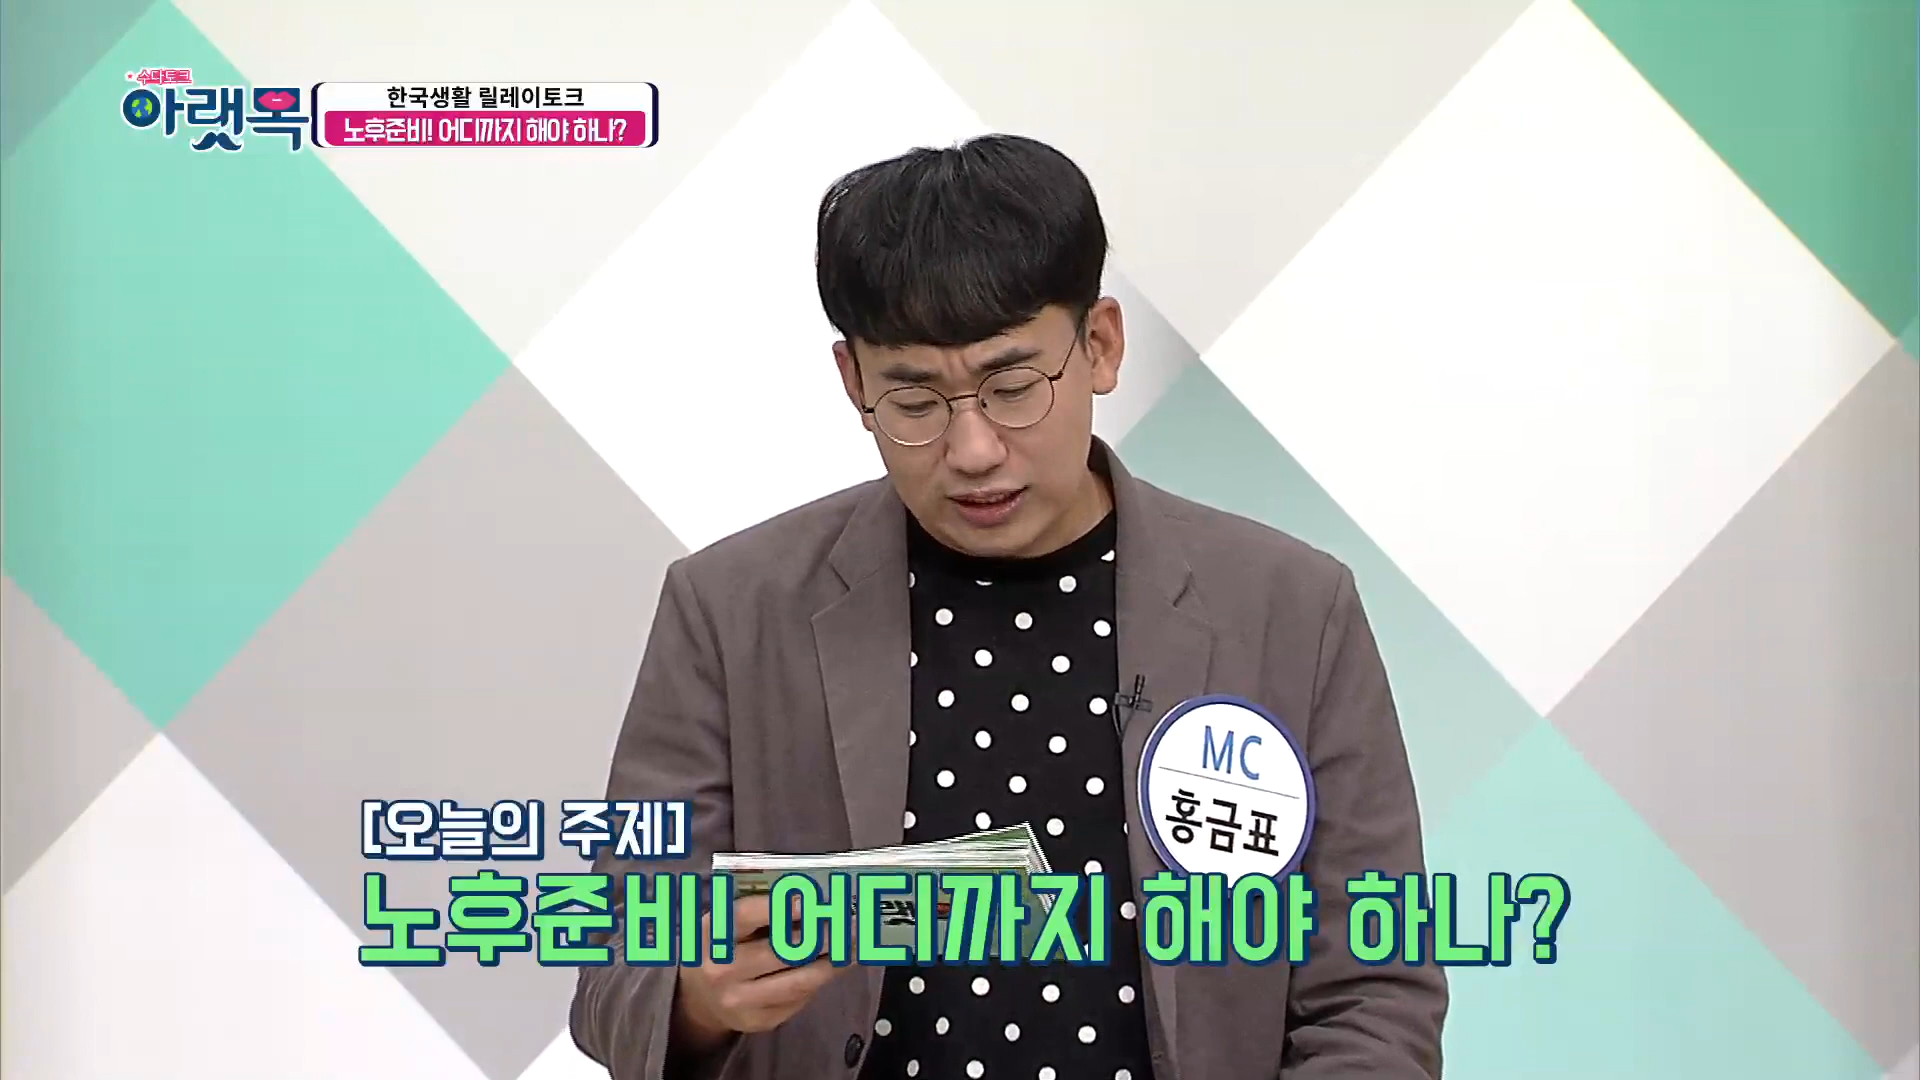 수다토크
아랫목
한국생활 릴레이토크
노후준비! 어디까지 해야 하나?
MC
홍금표
[오늘의 주제]
노후준비! 어디까지 해야 하나?